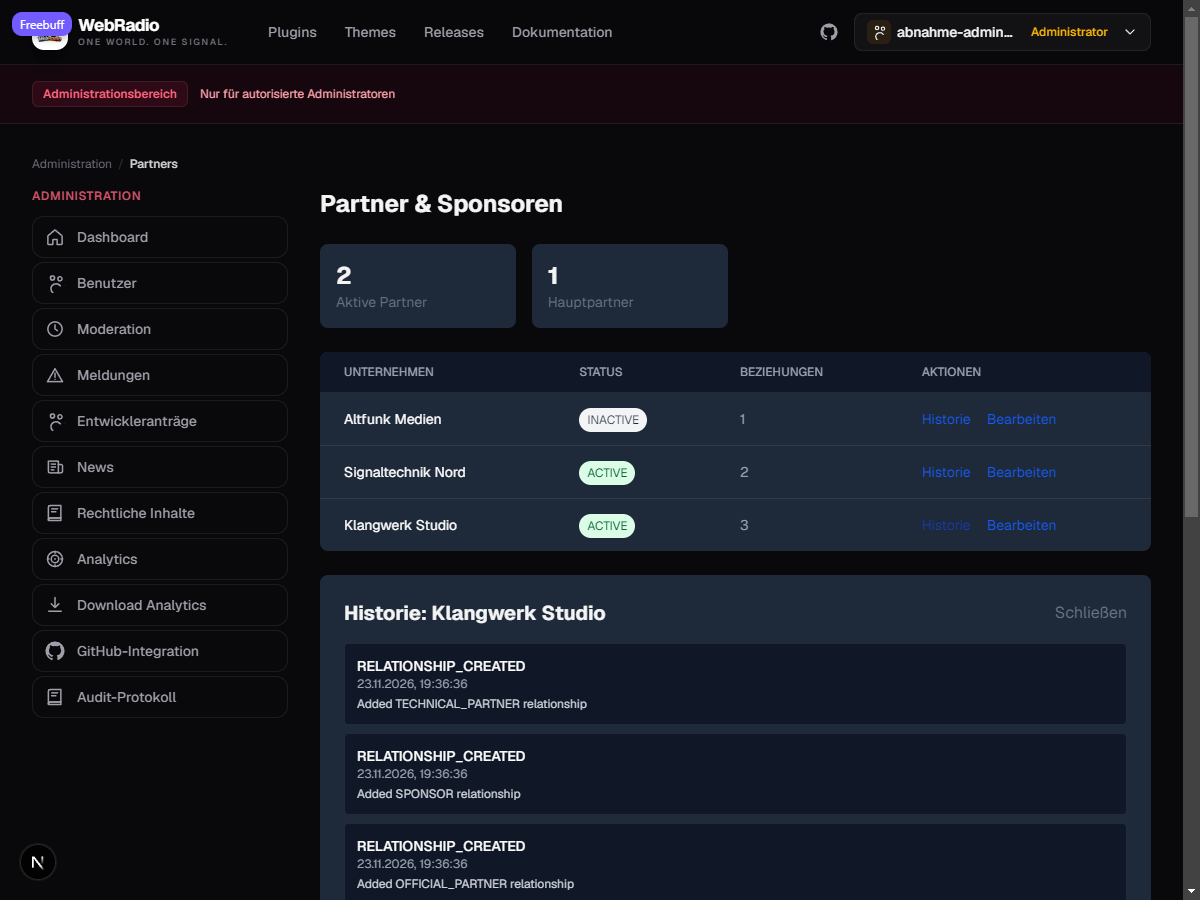 Freebuff
WebRadio
ONE WORLD. ONE SIGNAL.
Plugins
Themes
Releases
Dokumentation
abnahme-admin...
Administrator
Administrationsbereich
Nur für autorisierte Administratoren
Administration / Partners
ADMINISTRATION
Dashboard
Benutzer
Moderation
Meldungen
Entwickleranträge
News
Rechtliche Inhalte
Analytics
Download Analytics
GitHub-Integration
Audit-Protokoll
Partner & Sponsoren
2
Aktive Partner
1
Hauptpartner
UNTERNEHMEN STATUS BEZIEHUNGEN AKTIONEN
Altfunk Medien INACTIVE 1 Historie Bearbeiten
Signaltechnik Nord ACTIVE 2 Historie Bearbeiten
Klangwerk Studio ACTIVE 3 Historie Bearbeiten
Historie: Klangwerk Studio
Schließen
RELATIONSHIP_CREATED
23.11.2026, 19:36:36
Added TECHNICAL_PARTNER relationship
RELATIONSHIP_CREATED
23.11.2026, 19:36:36
Added SPONSOR relationship
RELATIONSHIP_CREATED
23.11.2026, 19:36:36
Added OFFICIAL_PARTNER relationship
N